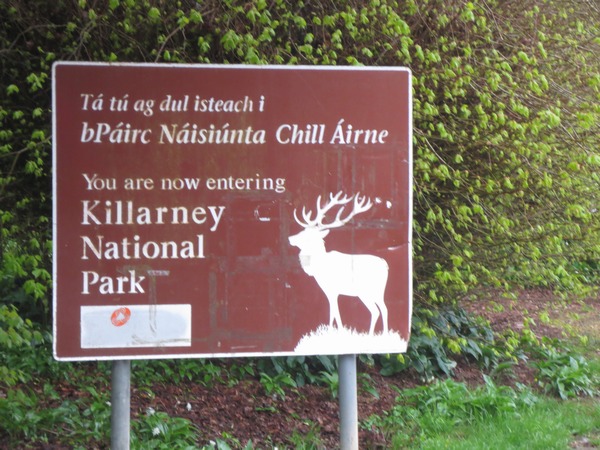 Tá tú ag dul isteach i
bPáirc Náisiúnta Chill Áirne
You are now entering
Killarney
National
Park